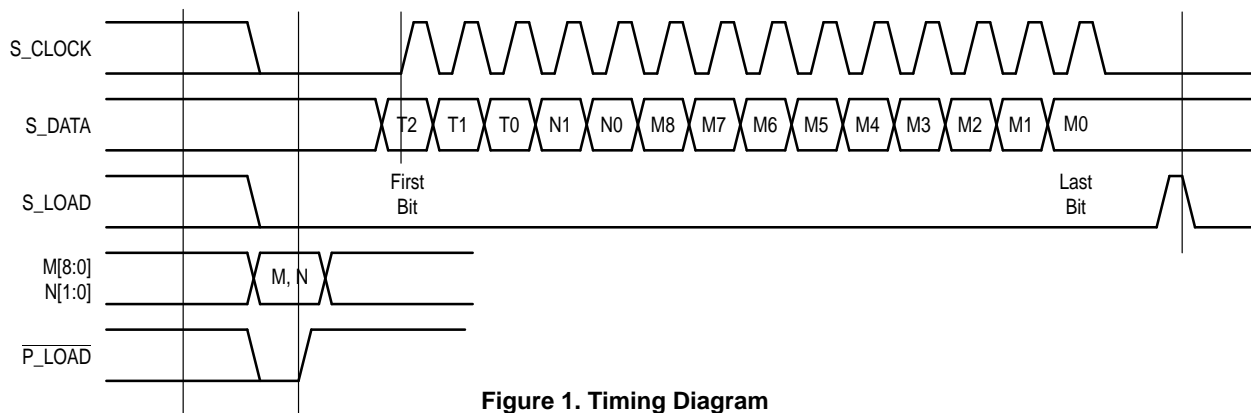 S_CLOCK
S_DATA
T2 T1 T0 N1 N0 M8 M7 M6 M5 M4 M3 M2 M1 M0
First
Bit
Last
Bit
S_LOAD
M[8:0]
N[1:0]
M, N
P_LOAD
Figure 1. Timing Diagram